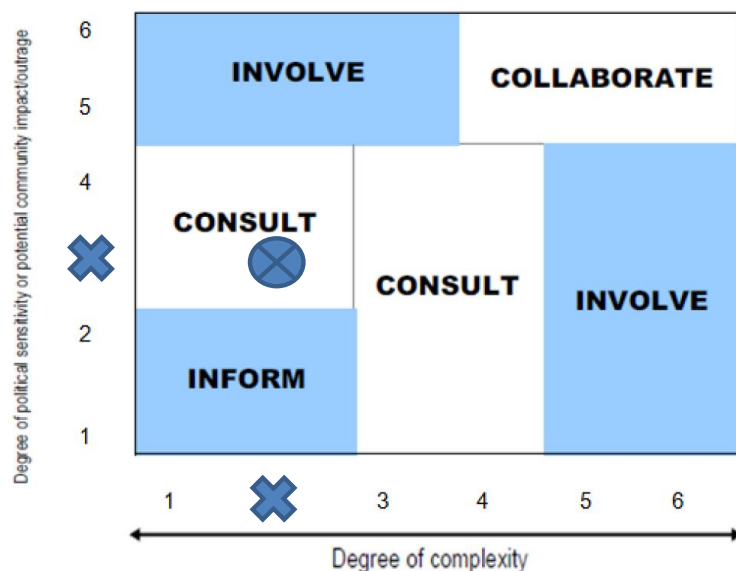 Degree of political sensitivity or potential community impact/outrage
6
INVOLVE
COLLABORATE
5
4
CONSULT
CONSULT
INVOLVE
2
INFORM
1
1 3 4 5 6
Degree of complexity